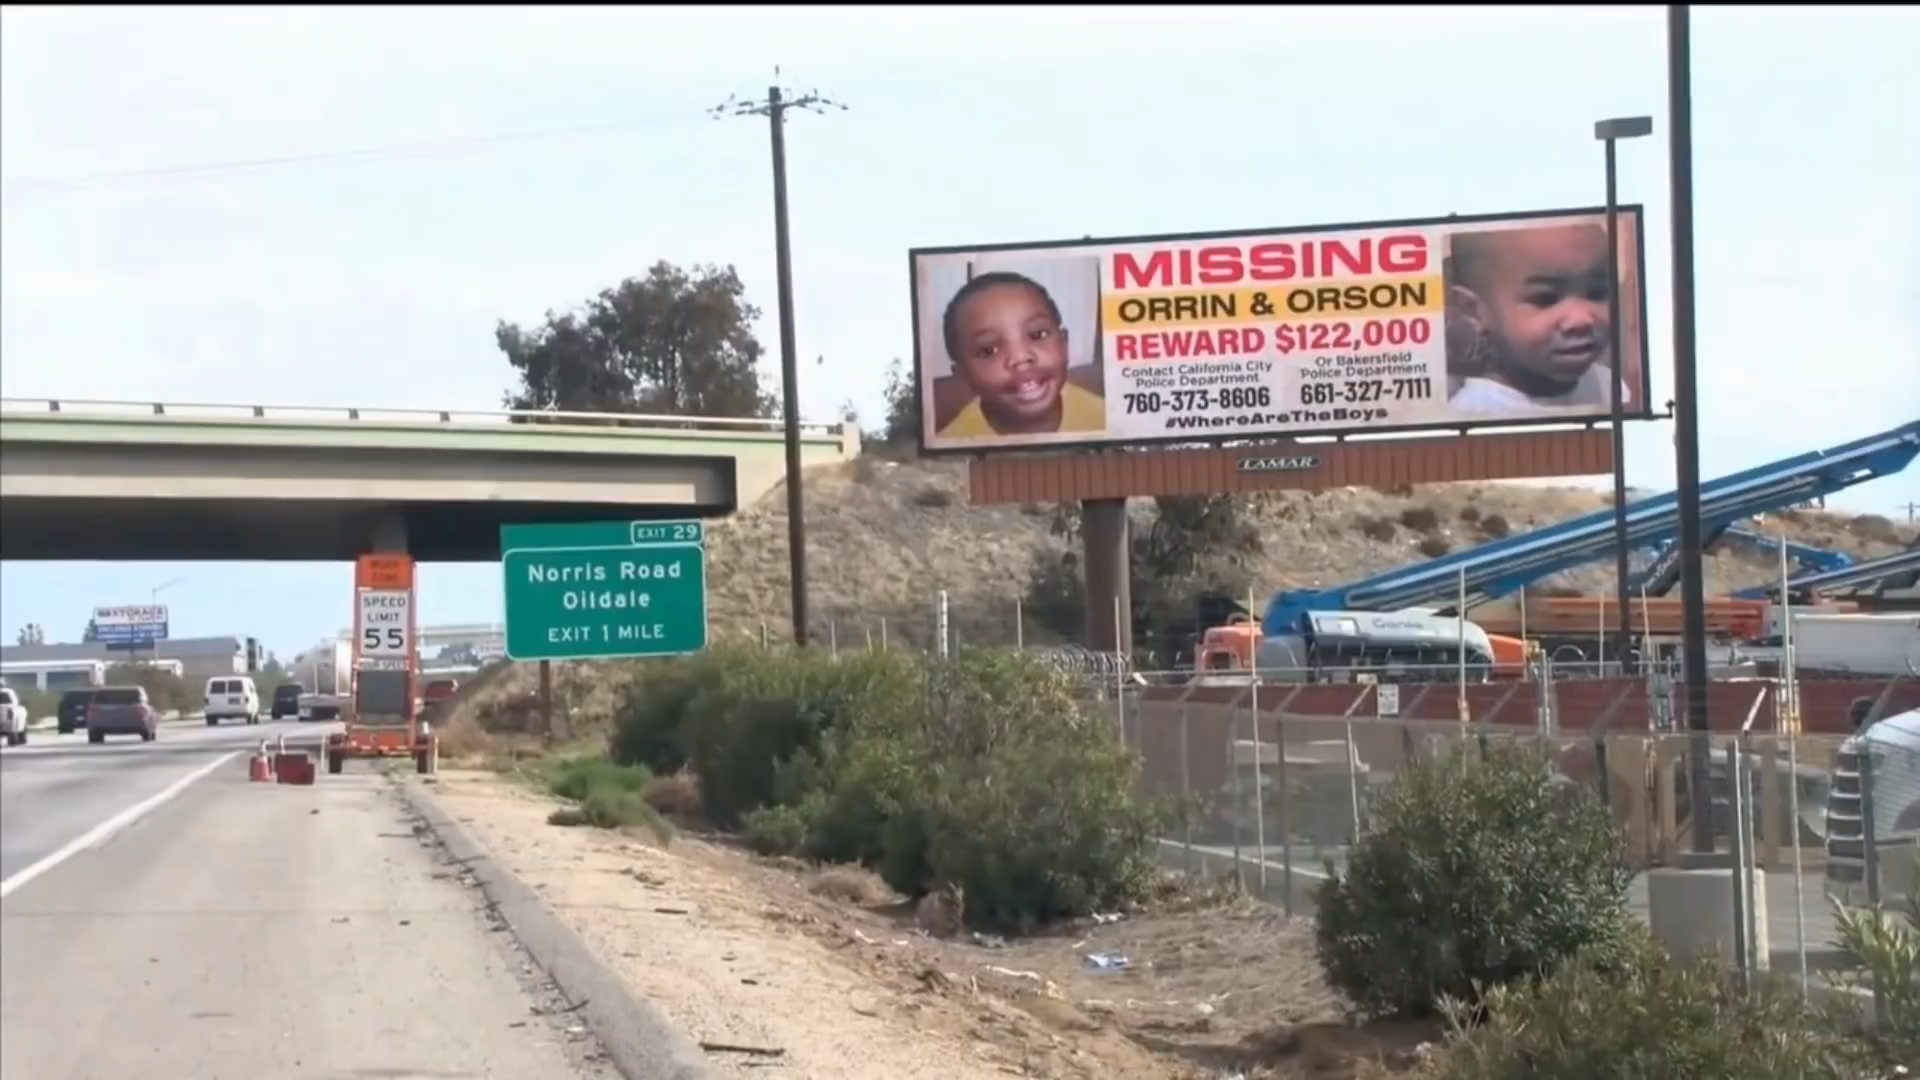 MISSING
ORRIN & ORSON
REWARD $122,000
Contact California City
Police Department
760-373-8606
Or Bakersfield
Police Department
661-327-7111
#WhereAreTheBoys
LAMAR
EXIT 29
Norris Road
Oildale
EXIT 1 MILE
SPEED
LIMIT
55
Genie